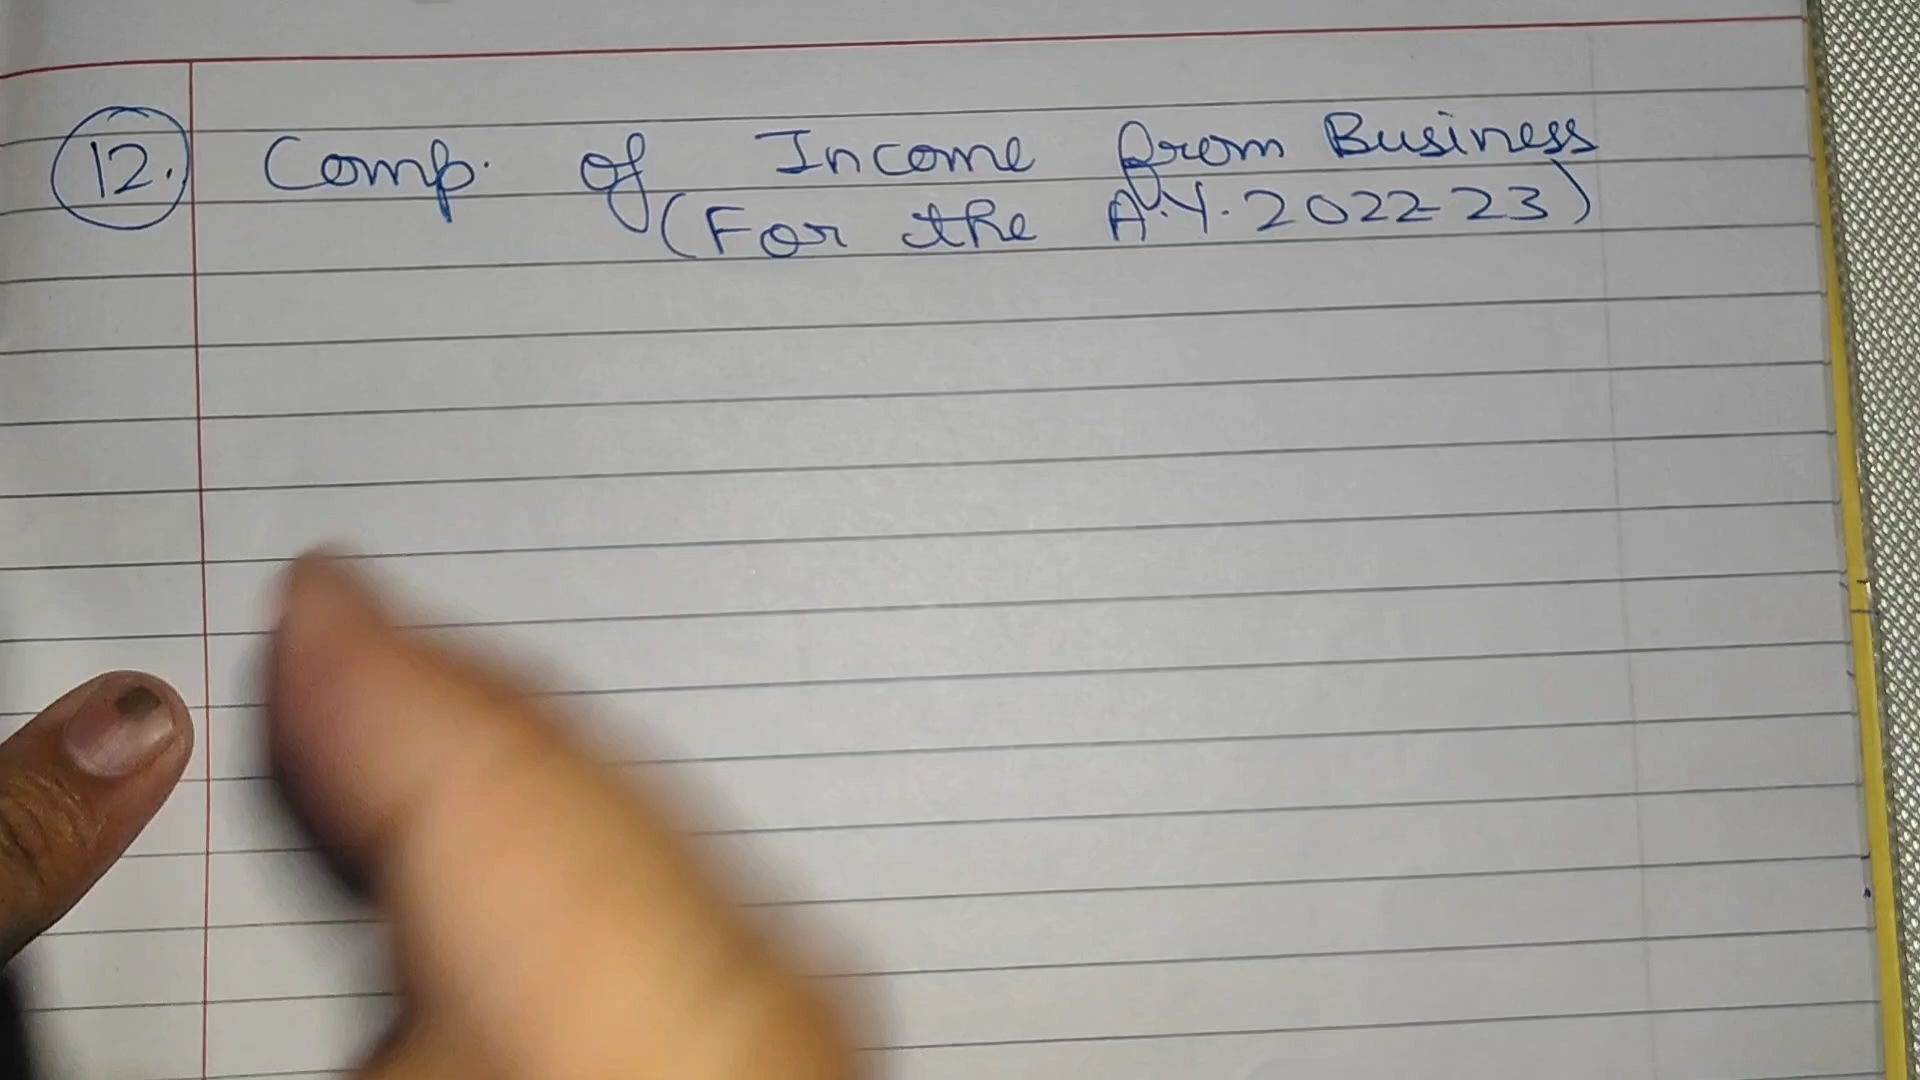 12. Comp. of Income from Business
(For the A.Y. 2022-23)